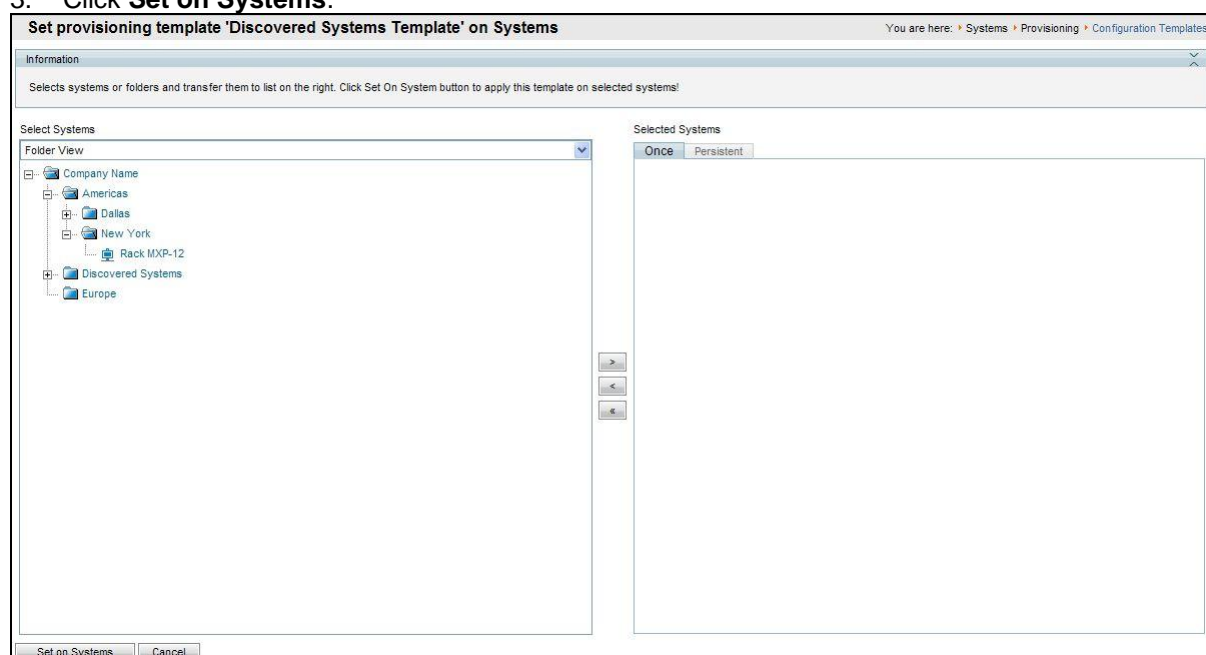 3. Click Set on Systems.
Set provisioning template 'Discovered Systems Template' on Systems
You are here: Systems Provisioning Configuration Templates
Information
Selects systems or folders and transfer them to list on the right. Click Set On System button to apply this template on selected systems!
Select Systems
Folder View
Company Name
Americas
Dallas
New York
Rack MXP-12
Discovered Systems
Europe
>
<
«
Selected Systems
Once Persistent
Set on Systems Cancel